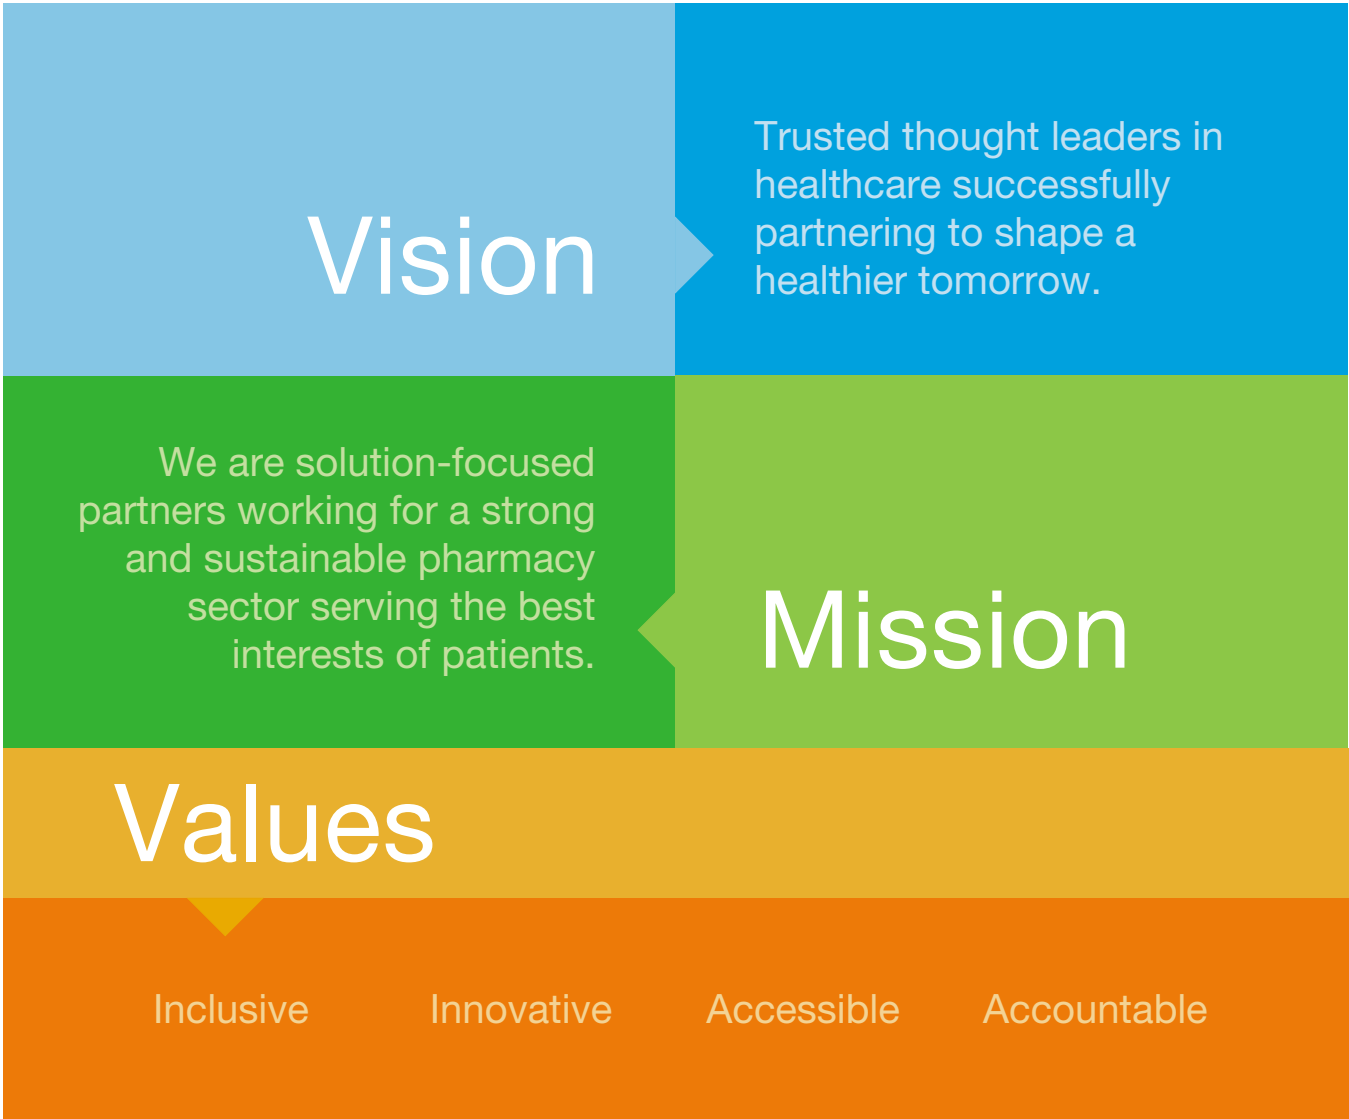 Vision
Trusted thought leaders in
healthcare successfully
partnering to shape a
healthier tomorrow.
We are solution-focused
partners working for a strong
and sustainable pharmacy
sector serving the best
interests of patients.
Mission
Values
Inclusive
Innovative
Accessible
Accountable